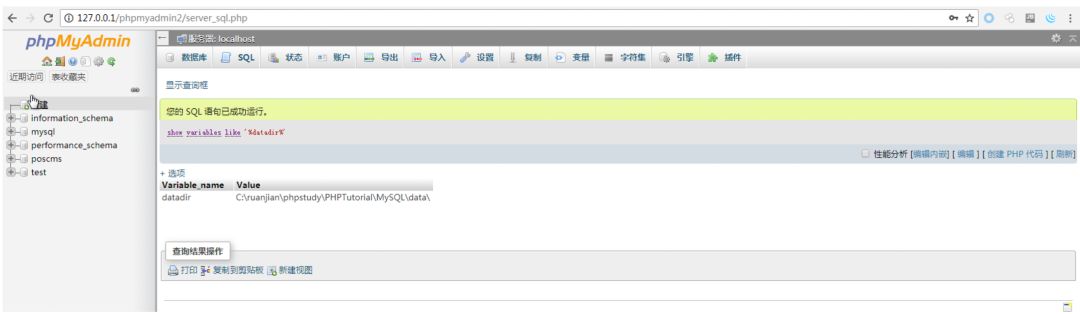 127.0.0.1/phpmyadmin2/server_sql.php
phpMyAdmin
近期访问 表收藏夹
新建
information_schema
mysql
performance_schema
poscms
test
服务器: localhost
数据库 SQL 状态 账户 导出 导入 设置 复制 变量 字符集 引擎 插件
显示查询框
您的 SQL 语句已成功运行。
show variables like '%datadir%'
性能分析 [编辑内嵌] [ 编辑 ] [ 创建 PHP 代码 ] [ 刷新]
+ 选项
Variable_name Value
datadir C:\ruanjian\phpstudy\PHPTutorial\MySQL\data\
查询结果操作
打印 复制到剪贴板 新建视图